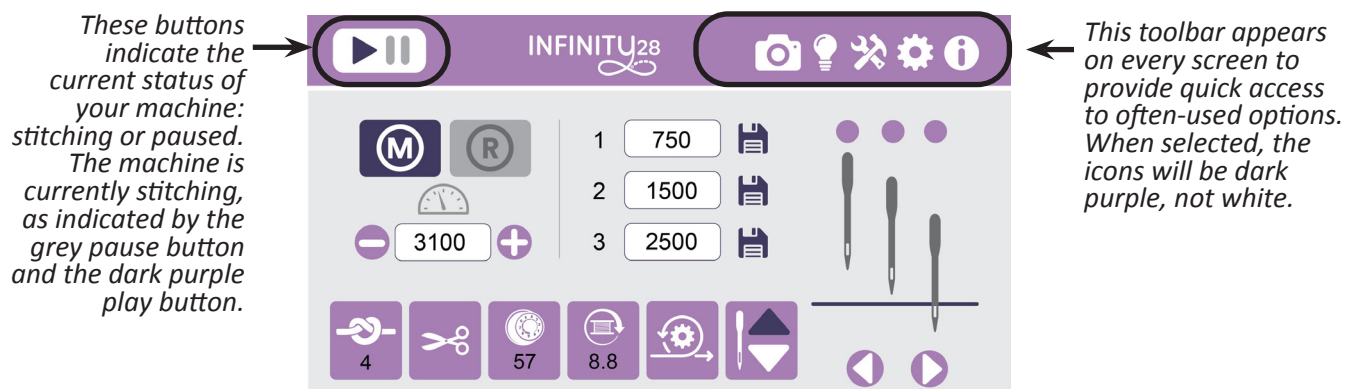 These buttons
indicate the
current status of
your machine:
stitching or paused.
The machine is
currently stitching,
as indicated by the
grey pause button
and the dark purple
play button.
INFINITY28
M
R
3100
1 750
2 1500
3 2500
4
57
8.8
This toolbar appears
on every screen to
provide quick access
to often-used options.
When selected, the
icons will be dark
purple, not white.